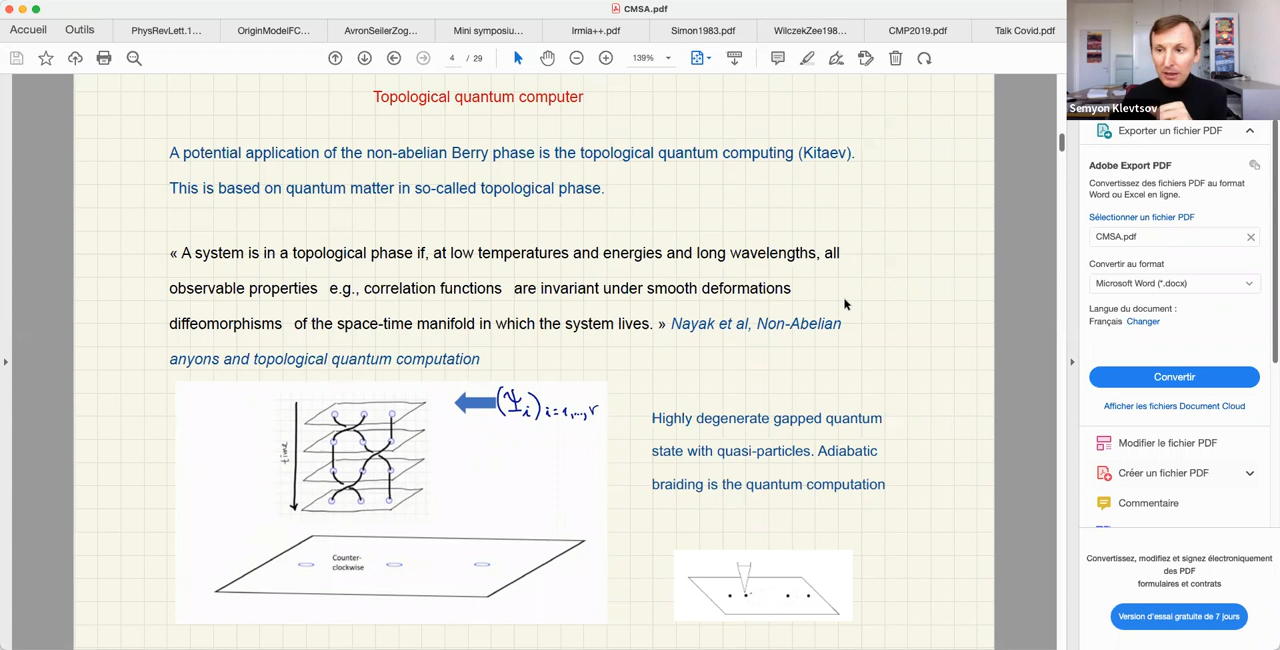 CMSA.pdf
Accueil Outils PhysRevLett.1... OriginModelFC... AvronSeilerZog... Mini symposiu... Irmia++.pdf Simon1983.pdf WilczekZee198... CMP2019.pdf Talk Covid.pdf
4 / 29 139%
Semyon Klevtsov
Topological quantum computer
A potential application of the non-abelian Berry phase is the topological quantum computing (Kitaev).
This is based on quantum matter in so-called topological phase.
« A system is in a topological phase if, at low temperatures and energies and long wavelengths, all
observable properties e.g., correlation functions are invariant under smooth deformations
diffeomorphisms of the space-time manifold in which the system lives. » Nayak et al, Non-Abelian
anyons and topological quantum computation
(Ψi)i=1,...,r
time
Counter-
clockwise
Highly degenerate gapped quantum
state with quasi-particles. Adiabatic
braiding is the quantum computation
Exporter un fichier PDF
Adobe Export PDF
Convertissez des fichiers PDF au format
Word ou Excel en ligne.
Sélectionner un fichier PDF
CMSA.pdf
Convertir au format
Microsoft Word (*.docx)
Langue du document :
Français Changer
Convertir
Afficher les fichiers Document Cloud
Modifier le fichier PDF
Créer un fichier PDF
Commentaire
Convertissez, modifiez et signez électroniquement
des PDF
formulaires et contrats
Version d'essai gratuite de 7 jours